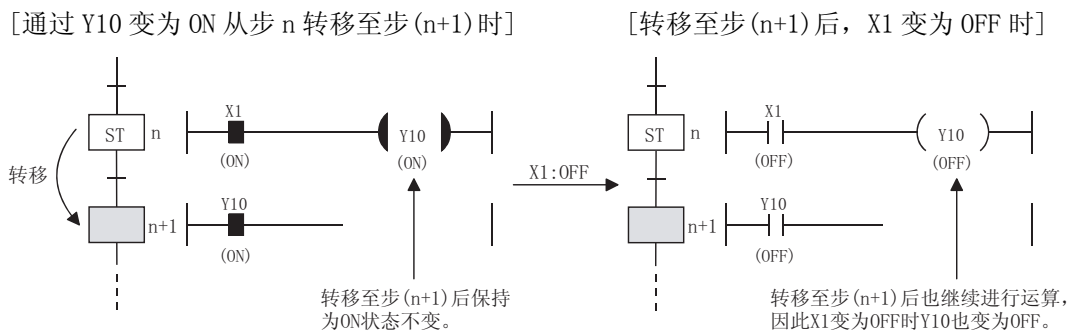 [通过 Y10 变为 ON 从步 n 转移至步(n+1)时]
[转移至步(n+1)后，X1 变为 OFF 时]
X1
ST
n
Y10
(ON)
(ON)
转移
X1:OFF
Y10
n+1
(ON)
转移至步(n+1)后保持
为ON状态不变。
X1
ST
n
Y10
(OFF)
(OFF)
Y10
n+1
(OFF)
转移至步(n+1)后也继续进行运算，
因此X1变为OFF时Y10也变为OFF。